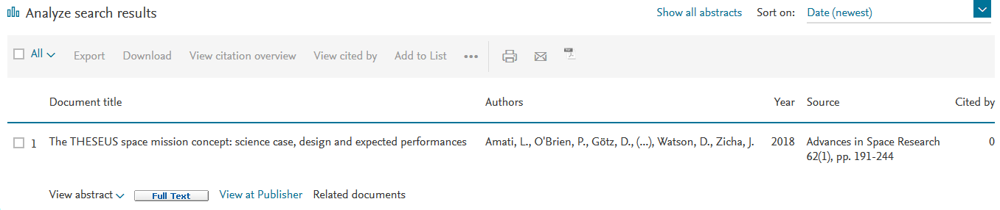 Analyze search results
Show all abstracts Sort on: Date (newest)
All Export Download View citation overview View cited by Add to List •••
Document title Authors Year Source Cited by
1 The THESEUS space mission concept: science case, design and expected performances Amati, L., O'Brien, P., Götz, D., (...), Watson, D., Zicha, J. 2018 Advances in Space Research 0
62(1), pp. 191-244
View abstract Full Text View at Publisher Related documents